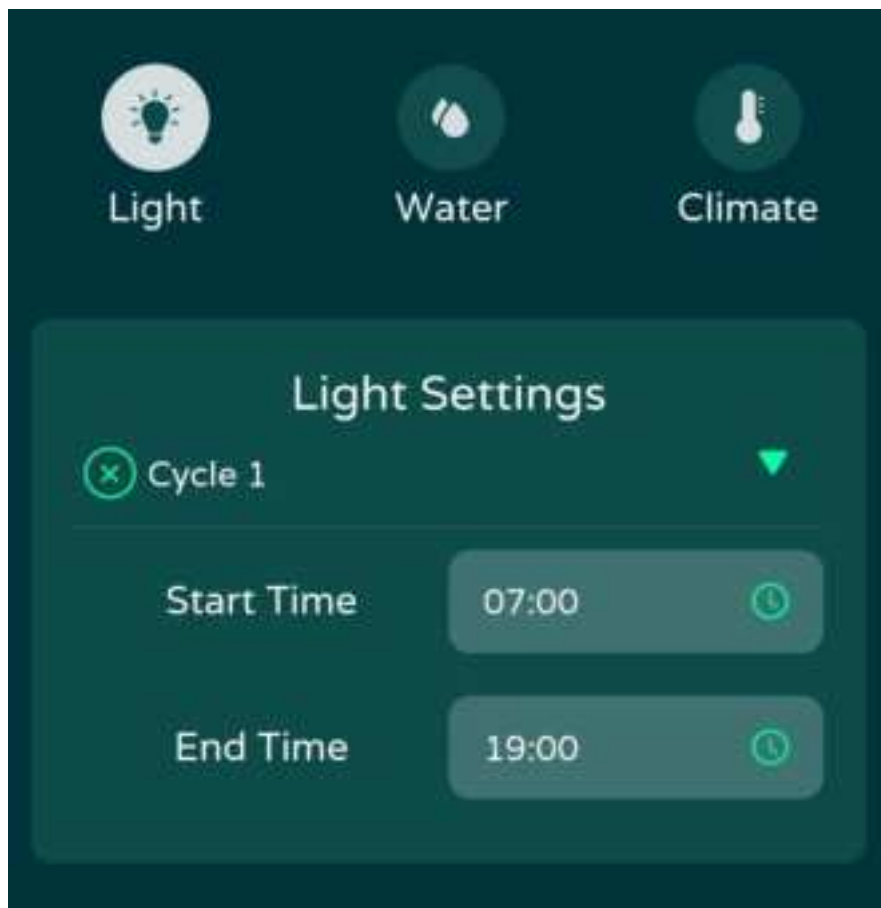 Light Water Climate
Light Settings
Cycle 1
Start Time 07:00
End Time 19:00